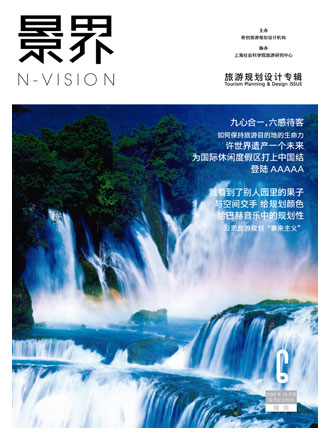 景界
N-VISION
主办
奇创旅游规划设计机构
协办
上海社会科学院旅游研究中心
旅游规划设计专辑
Tourism Planning & Design ISSUE
九心合一,六感待客
如何保持旅游目的地的生命力
许世界遗产一个未来
为国际休闲度假区打上中国结
登陆 AAAAA
我看到了别人园里的果子
与空间交手 给规划颜色
给巴赫音乐中的规划性
反思旅游规划“拿来主义”
6